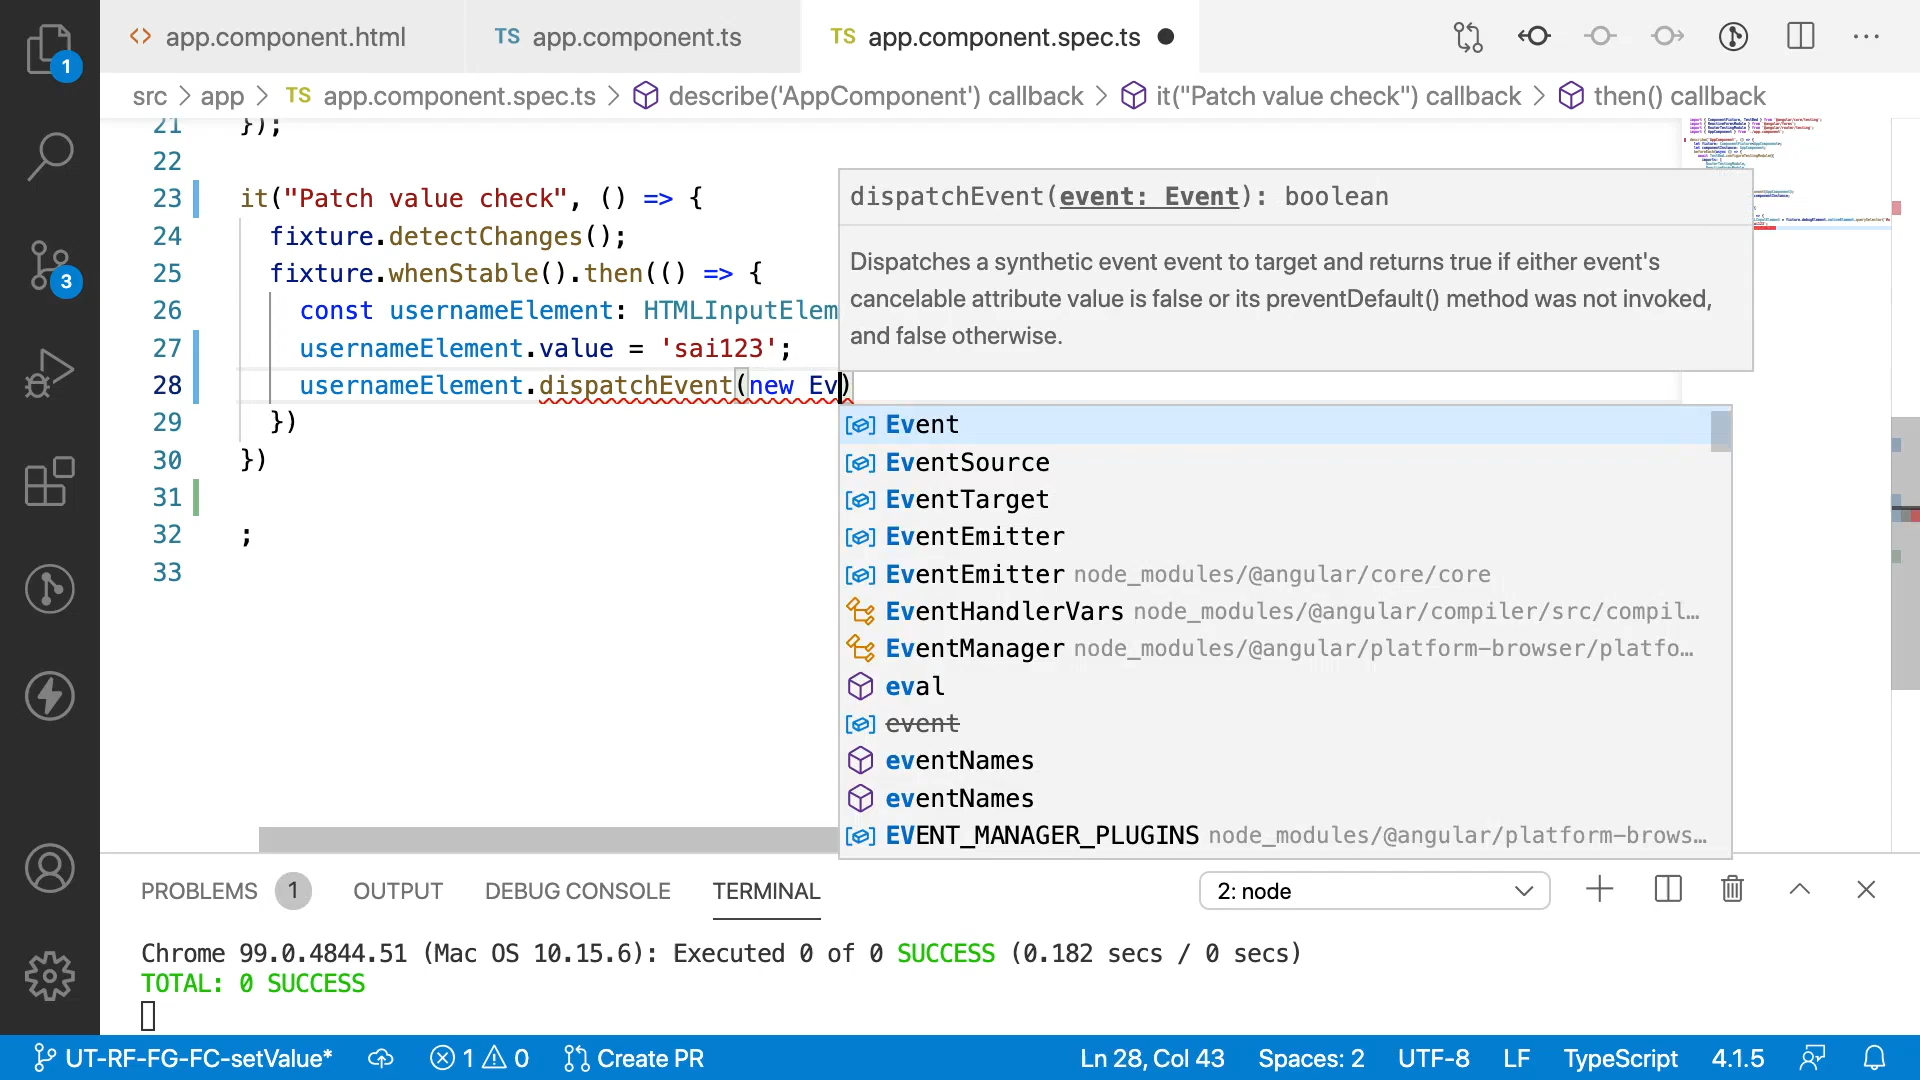 1
<> app.component.html
TS app.component.ts
TS app.component.spec.ts ●
src > app > TS app.component.spec.ts > describe('AppComponent') callback > it("Patch value check") callback > then() callback
21 });
22
23 it("Patch value check", () => {
24 fixture.detectChanges();
25 fixture.whenStable().then(() => {
26 const usernameElement: HTMLInputElem
27 usernameElement.value = 'sai123';
28 usernameElement.dispatchEvent(new Ev)
29 })
30 })
31
32 ;
33
dispatchEvent(event: Event): boolean
Dispatches a synthetic event event to target and returns true if either event's
cancelable attribute value is false or its preventDefault() method was not invoked,
and false otherwise.
Event
EventSource
EventTarget
EventEmitter
EventEmitter node_modules/@angular/core/core
EventHandlerVars node_modules/@angular/compiler/src/compil…
EventManager node_modules/@angular/platform-browser/platfo…
eval
event
eventNames
eventNames
EVENT_MANAGER_PLUGINS node_modules/@angular/platform-brows…
3
PROBLEMS 1 OUTPUT DEBUG CONSOLE TERMINAL 2: node
Chrome 99.0.4844.51 (Mac OS 10.15.6): Executed 0 of 0 SUCCESS (0.182 secs / 0 secs)
TOTAL: 0 SUCCESS
UT-RF-FG-FC-setValue* 1 0 Create PR Ln 28, Col 43 Spaces: 2 UTF-8 LF TypeScript 4.1.5